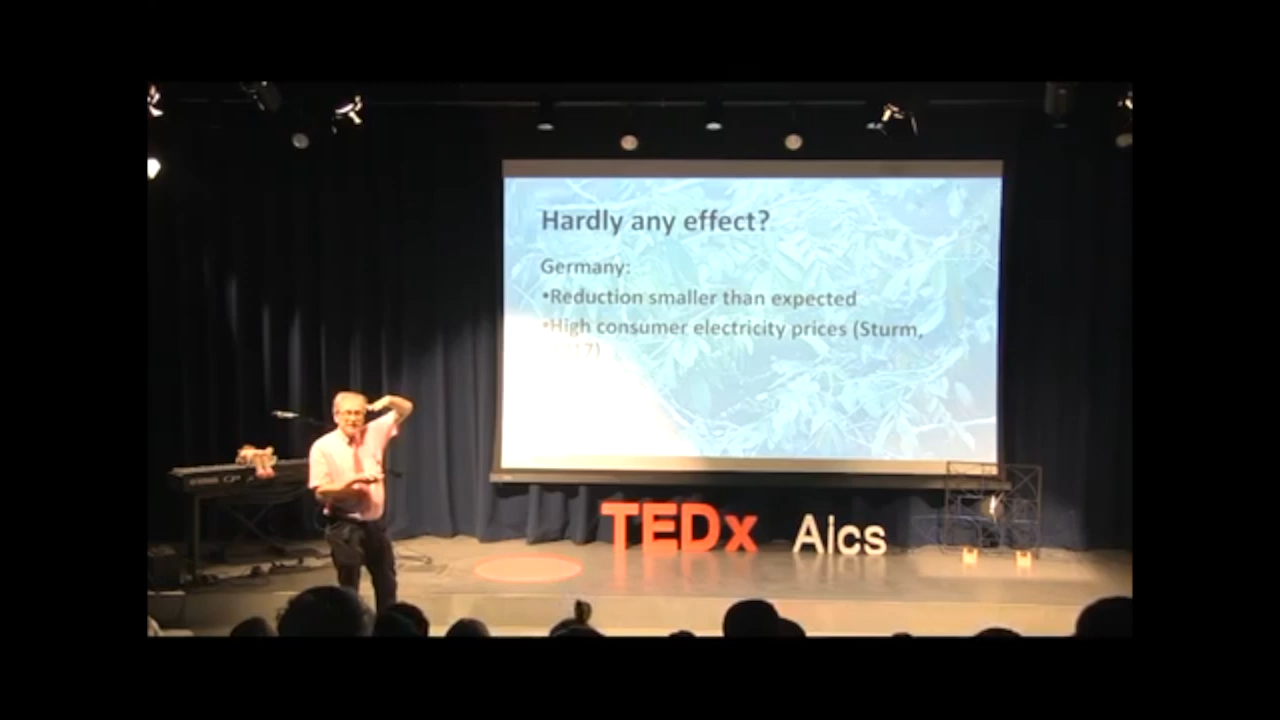 Hardly any effect?
Germany:
•Reduction smaller than expected
•High consumer electricity prices (Sturm,
TEDx Aics